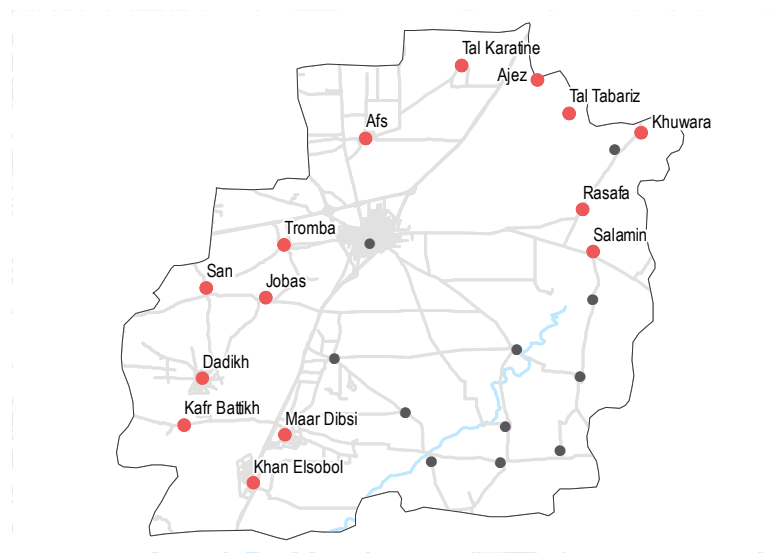 Tal Karatine
Ajez
Tal Tabariz
Afs
Khuwara
Rasafa
Tromba
Salamin
San
Jobas
Dadikh
Kafr Battikh
Maar Dibsi
Khan Elsobol